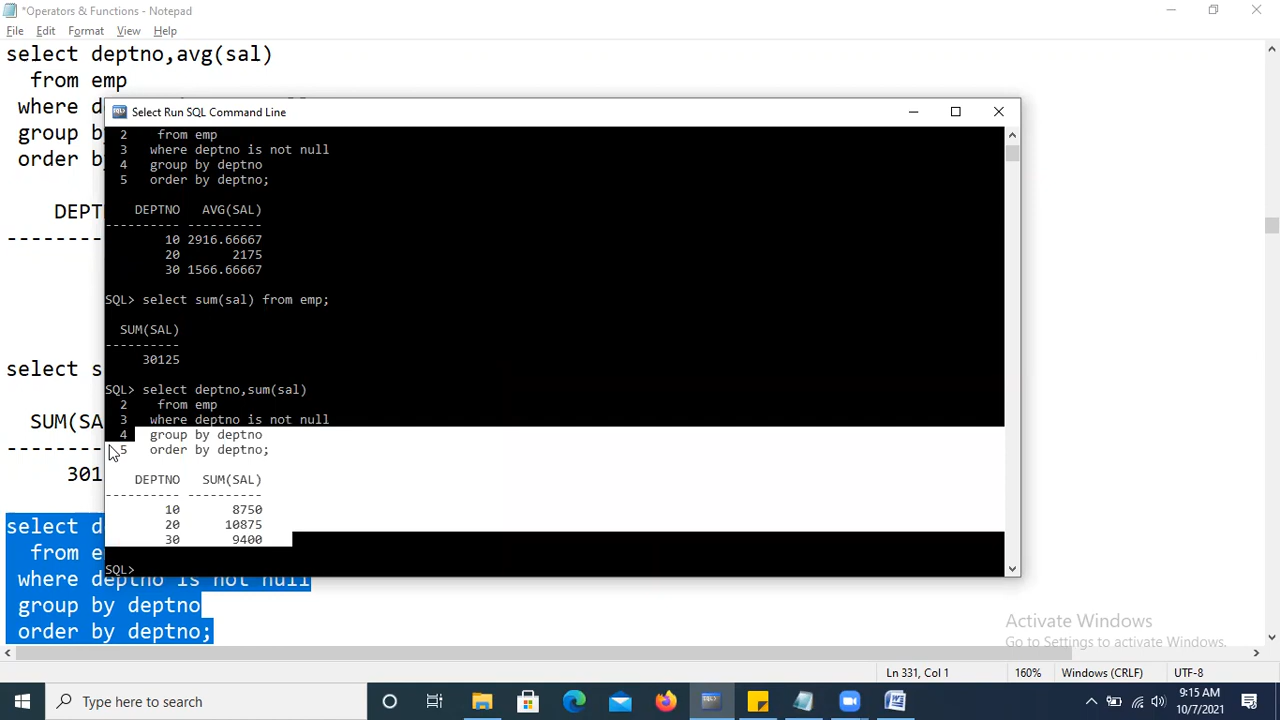 *Operators & Functions - Notepad
File Edit Format View Help
select deptno,avg(sal)
from emp
where d
group b
order b
DEPT
-------
select s
SUM(SA
-------
301
select d
from e
where deptno is not null
group by deptno
order by deptno;
Select Run SQL Command Line
2 from emp
3 where deptno is not null
4 group by deptno
5 order by deptno;
DEPTNO AVG(SAL)
---------- ----------
10 2916.66667
20 2175
30 1566.66667
SQL> select sum(sal) from emp;
SUM(SAL)
----------
30125
SQL> select deptno,sum(sal)
2 from emp
3 where deptno is not null
4 group by deptno
5 order by deptno;
DEPTNO SUM(SAL)
---------- ----------
10 8750
20 10875
30 9400
SQL>
Activate Windows
Go to Settings to activate Windows.
Ln 331, Col 1 160% Windows (CRLF) UTF-8
Type here to search
9:15 AM
10/7/2021